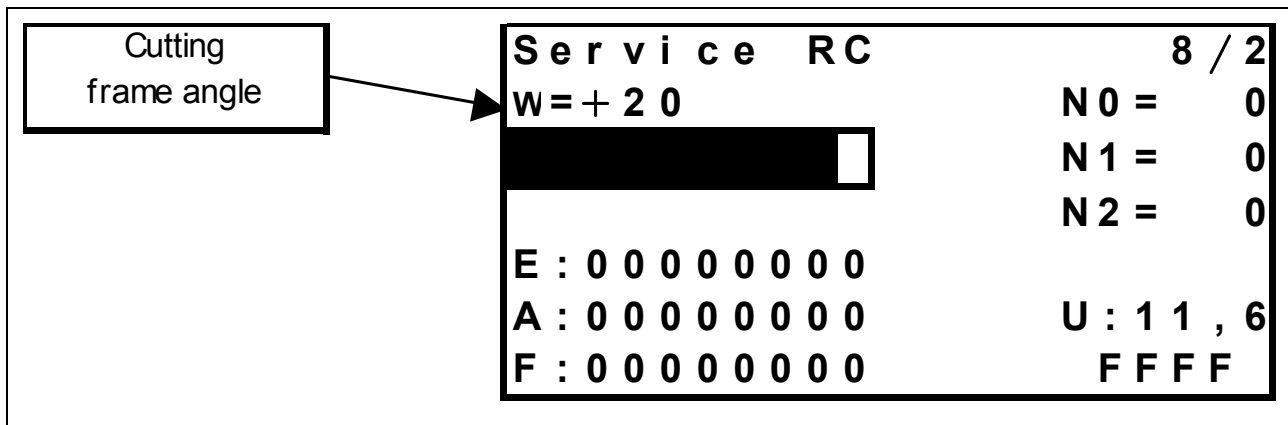 Cutting
frame angle
Service RC 8/2
W=+20 N0= 0
N1= 0
N2= 0
E:00000000
A:00000000 U:11,6
F:00000000 FFFF